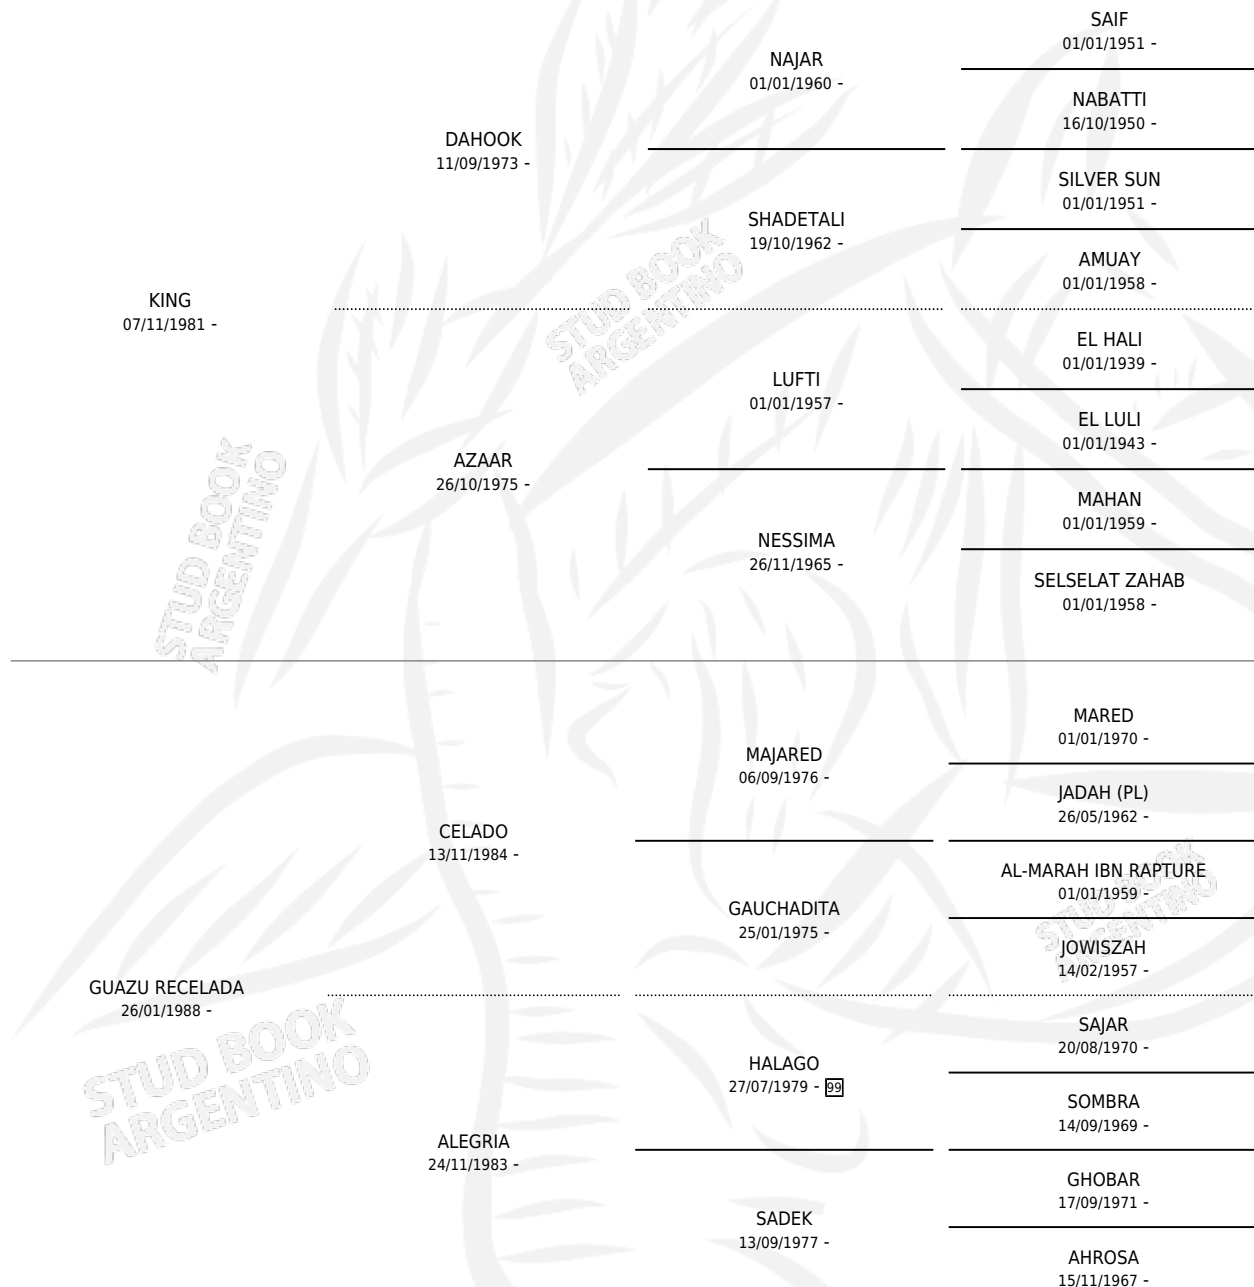 SAIF
01/01/1951 -
NAJAR
01/01/1960 -
NABATTI
16/10/1950 -
DAHOOK
11/09/1973 -
SILVER SUN
01/01/1951 -
SHADETALI
19/10/1962 -
AMUAY
01/01/1958 -
KING
07/11/1981 -
STUD BOOK
ARGENTINO
EL HALI
01/01/1939 -
LUFTI
01/01/1957 -
EL LULI
01/01/1943 -
AZAAR
26/10/1975 -
MAHAN
01/01/1959 -
NESSIMA
26/11/1965 -
SELSELAT ZAHAB
01/01/1958 -
STUD BOOK
ARGENTINO
MARED
01/01/1970 -
MAJARED
06/09/1976 -
JADAH (PL)
26/05/1962 -
CELADO
13/11/1984 -
AL-MARAH IBN RAPTURE
01/01/1959 -
GAUCHADITA
25/01/1975 -
JOWISZAH
14/02/1957 -
STUD BOOK
ARGENTINO
GUAZU RECELADA
26/01/1988 -
SAJAR
20/08/1970 -
HALAGO
27/07/1979 - 99
SOMBRA
14/09/1969 -
STUD BOOK
ARGENTINO
ALEGRIA
24/11/1983 -
GHOBAR
17/09/1971 -
SADEK
13/09/1977 -
AHROSA
15/11/1967 -